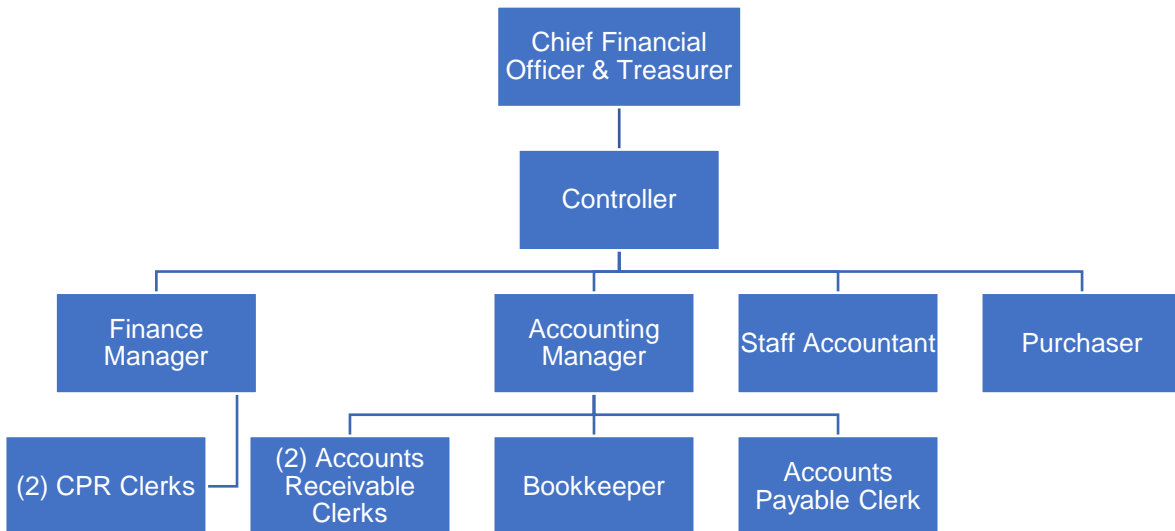 Chief Financial
Officer & Treasurer
Controller
Finance
Manager
Accounting
Manager
Staff Accountant
Purchaser
(2) CPR Clerks
(2) Accounts
Receivable
Clerks
Bookkeeper
Accounts
Payable Clerk